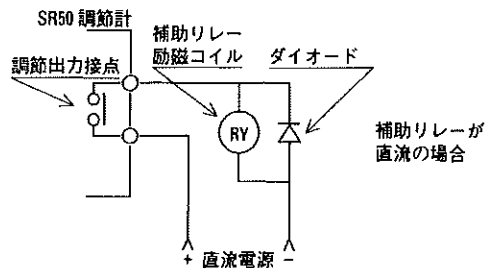 SR50 調節計
補助リレー
励磁コイル
ダイオード
調節出力接点
RY
補助リレーが
直流の場合
+ 直流電源 −